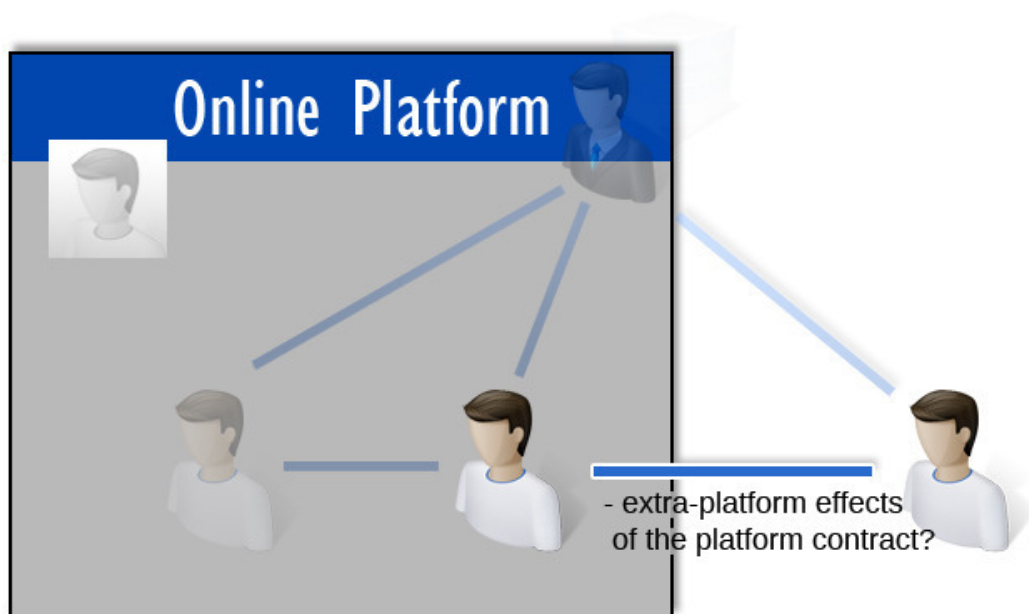 Online Platform
- extra-platform effects
of the platform contract?